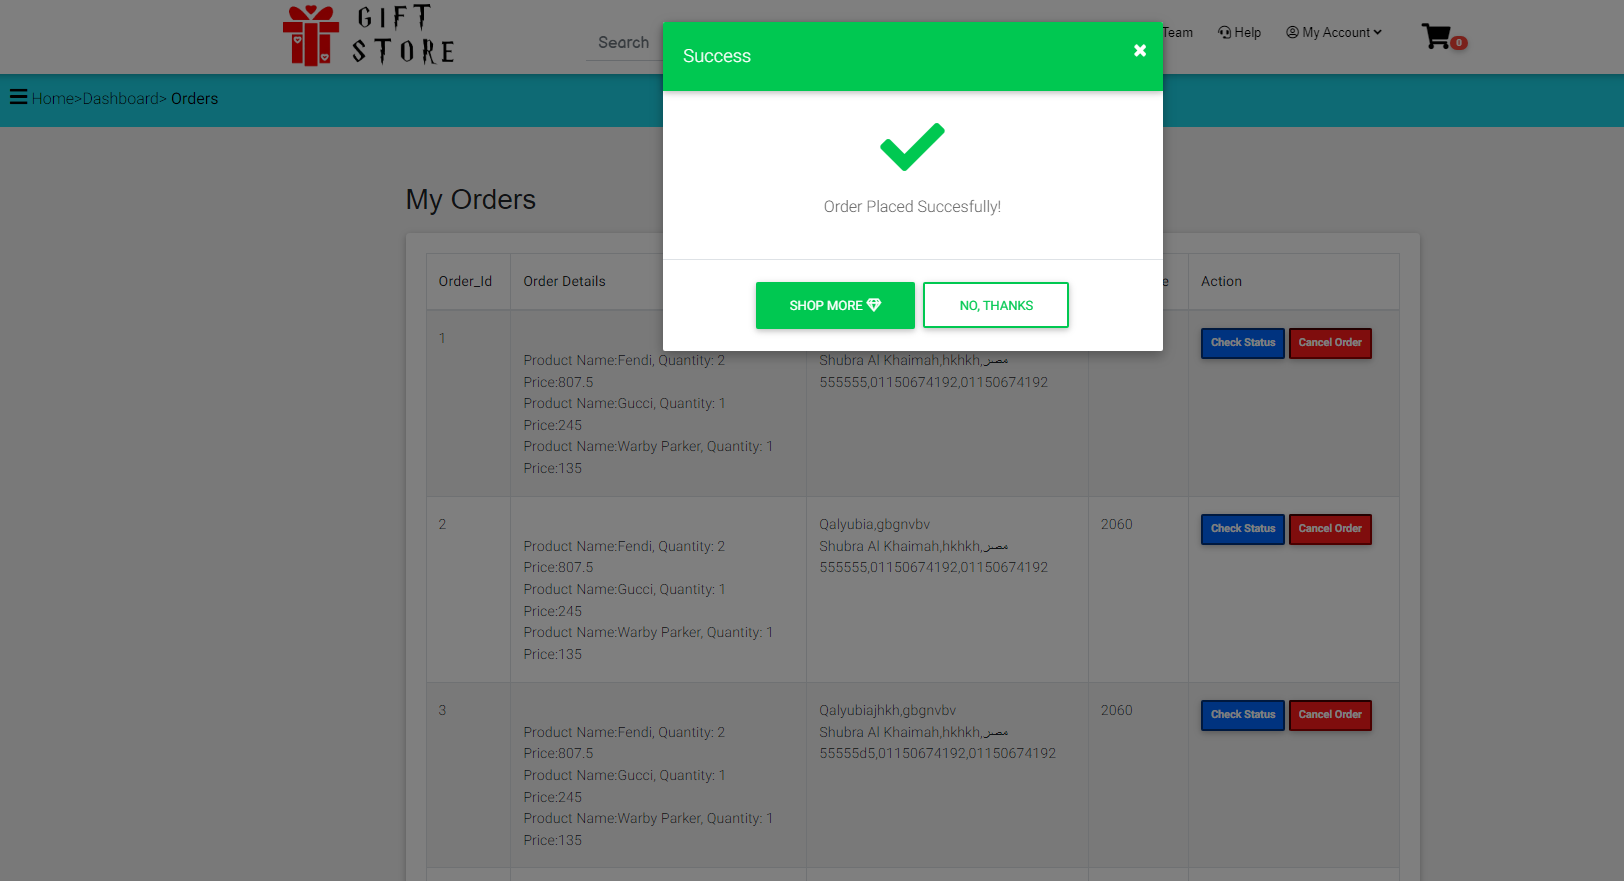 GIFT
STORE
Search
Team
Help
My Account
0
Home>Dashboard> Orders
Success
Order Placed Succesfully!
SHOP MORE
NO, THANKS
My Orders
Order_Id
Order Details
e
Action
1
Product Name:Fendi, Quantity: 2
Price:807.5
Product Name:Gucci, Quantity: 1
Price:245
Product Name:Warby Parker, Quantity: 1
Price:135
Shubra Al Khaimah,hkhkh,مصر
555555,01150674192,01150674192
Check Status
Cancel Order
2
Product Name:Fendi, Quantity: 2
Price:807.5
Product Name:Gucci, Quantity: 1
Price:245
Product Name:Warby Parker, Quantity: 1
Price:135
Qalyubia,gbgnvbv
Shubra Al Khaimah,hkhkh,مصر
555555,01150674192,01150674192
2060
Check Status
Cancel Order
3
Product Name:Fendi, Quantity: 2
Price:807.5
Product Name:Gucci, Quantity: 1
Price:245
Product Name:Warby Parker, Quantity: 1
Price:135
Qalyubiajhkh,gbgnvbv
Shubra Al Khaimah,hkhkh,مصر
55555d5,01150674192,01150674192
2060
Check Status
Cancel Order